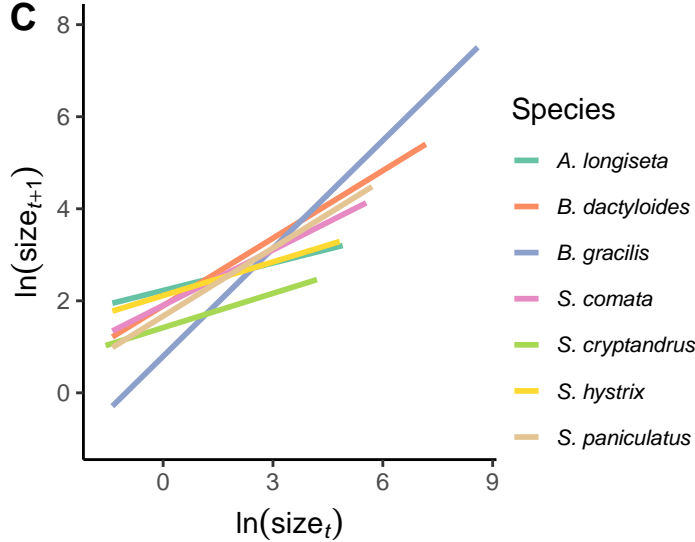 C
8
6
4
2
0
ln(size_{t+1})
0
3
6
9
ln(size_t)
Species
A. longiseta
B. dactyloides
B. gracilis
S. comata
S. cryptandrus
S. hystrix
S. paniculatus